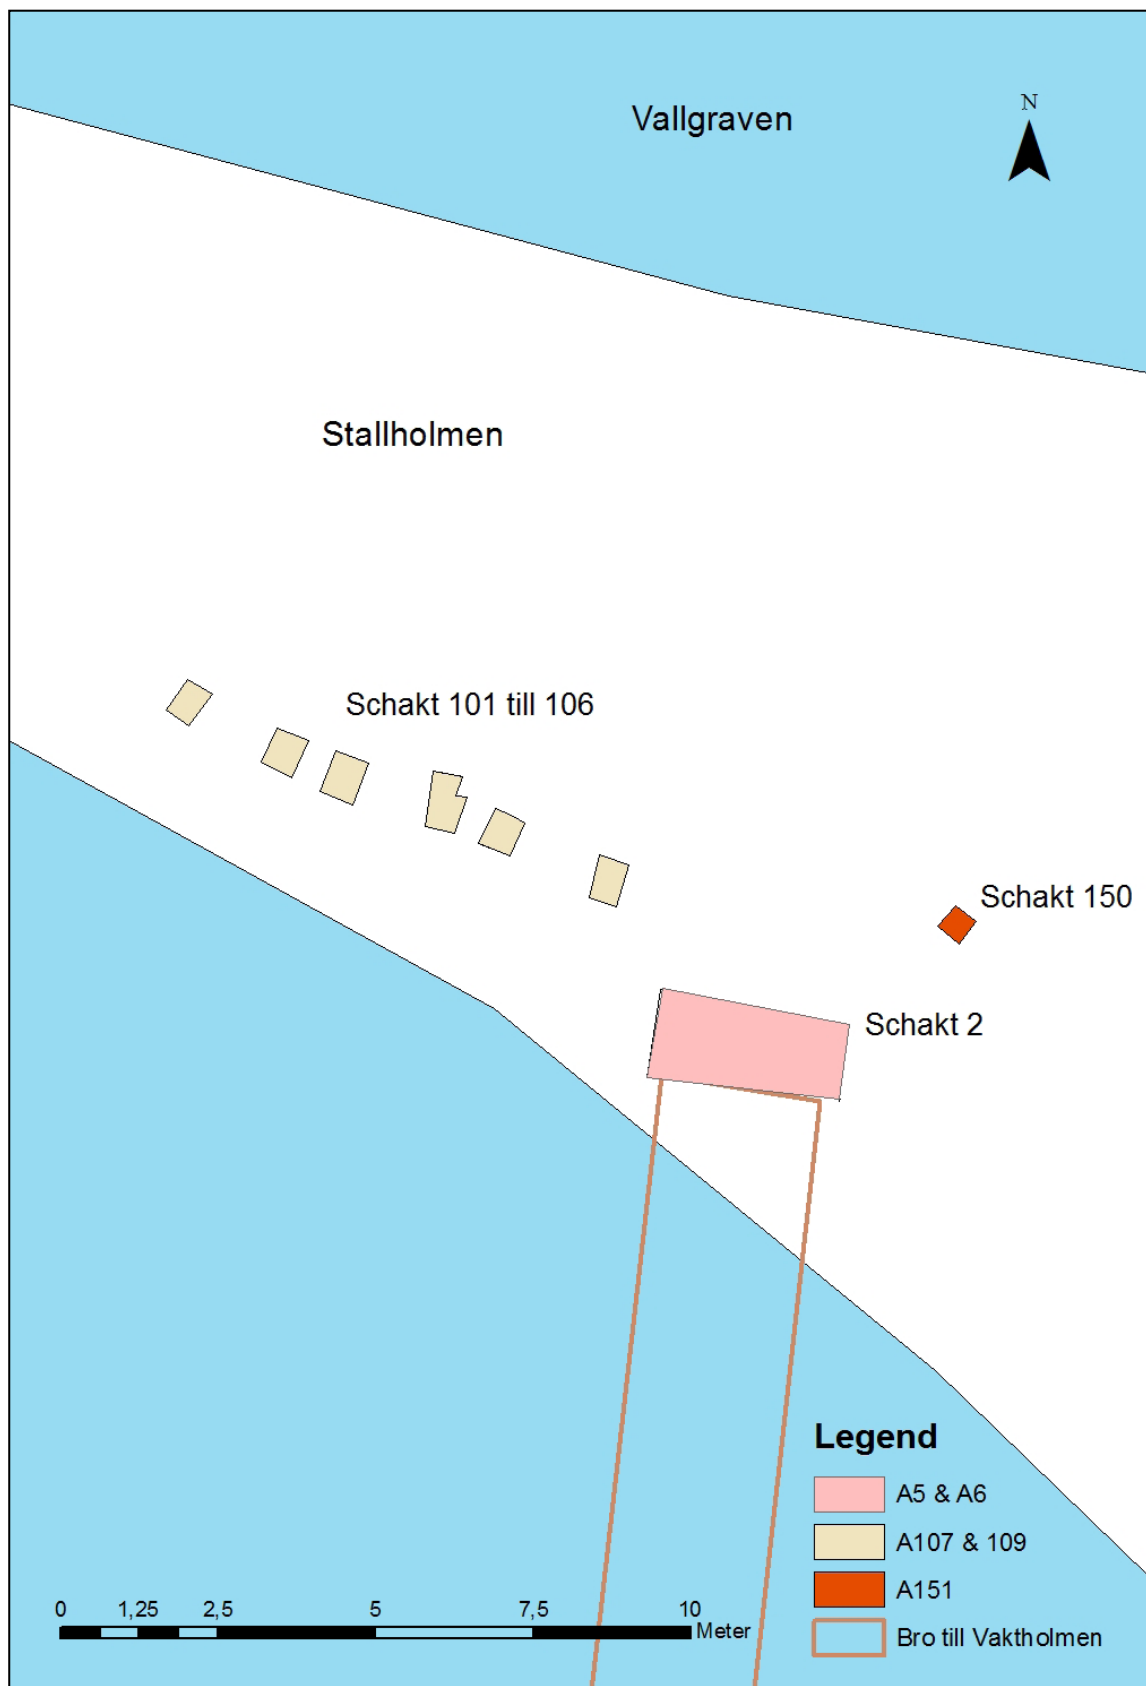 N
Vallgraven
Stallholmen
Schakt 101 till 106
Schakt 150
Schakt 2
Legend
A5 & A6
A107 & 109
A151
Bro till Vaktholmen
0 1,25 2,5 5 7,5 10
Meter